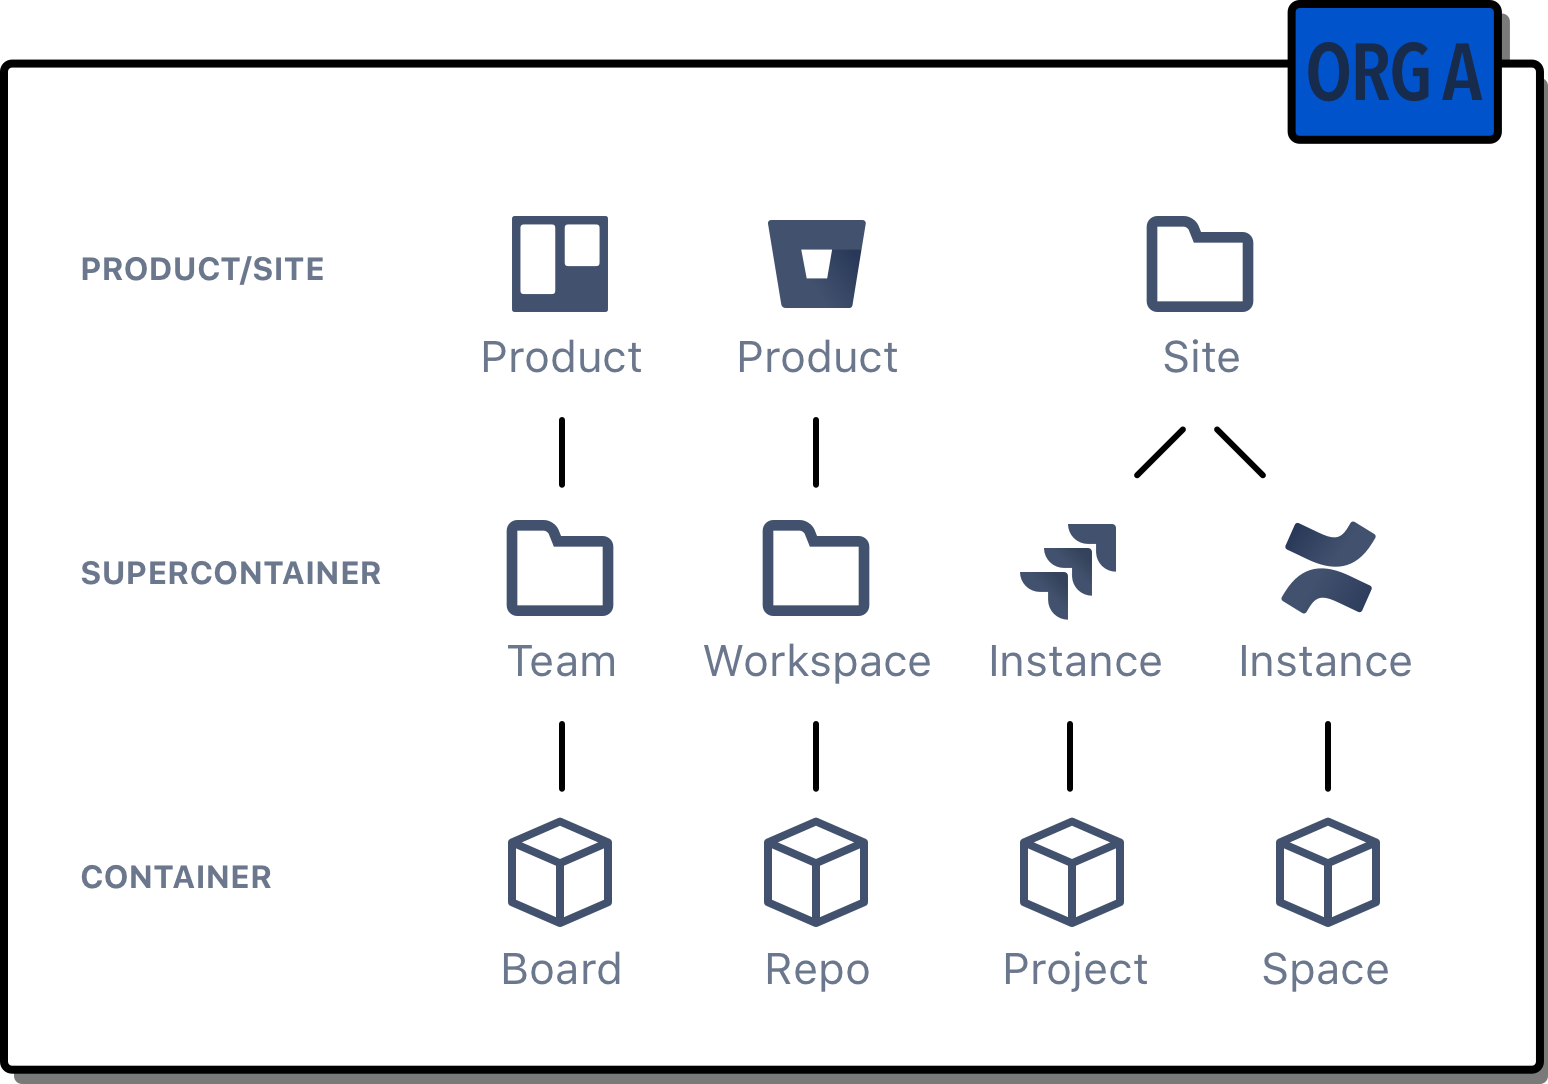 ORG A
PRODUCT/SITE
Product
Product
Site
SUPERCONTAINER
Team
Workspace
Instance
Instance
CONTAINER
Board
Repo
Project
Space